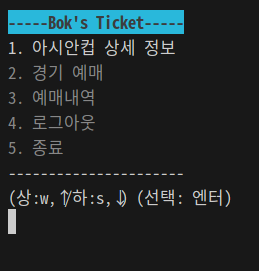 -----Bok's Ticket-----
1. 아시안컵 상세 정보
2. 경기 예매
3. 예매내역
4. 로그아웃
5. 종료
----------------------
(상:w,↑/하:s,↓) (선택: 엔터)